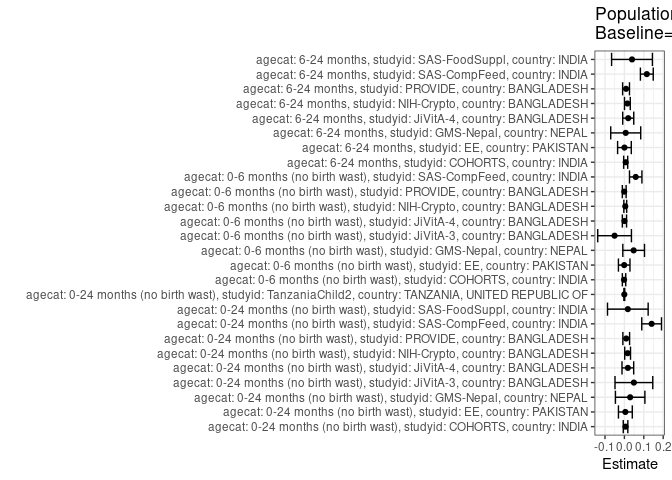 Population
Baseline=
agecat: 6-24 months, studyid: SAS-FoodSuppl, country: INDIA
agecat: 6-24 months, studyid: SAS-CompFeed, country: INDIA
agecat: 6-24 months, studyid: PROVIDE, country: BANGLADESH
agecat: 6-24 months, studyid: NIH-Crypto, country: BANGLADESH
agecat: 6-24 months, studyid: JiVitA-4, country: BANGLADESH
agecat: 6-24 months, studyid: GMS-Nepal, country: NEPAL
agecat: 6-24 months, studyid: EE, country: PAKISTAN
agecat: 6-24 months, studyid: COHORTS, country: INDIA
agecat: 0-6 months (no birth wast), studyid: SAS-CompFeed, country: INDIA
agecat: 0-6 months (no birth wast), studyid: PROVIDE, country: BANGLADESH
agecat: 0-6 months (no birth wast), studyid: NIH-Crypto, country: BANGLADESH
agecat: 0-6 months (no birth wast), studyid: JiVitA-4, country: BANGLADESH
agecat: 0-6 months (no birth wast), studyid: JiVitA-3, country: BANGLADESH
agecat: 0-6 months (no birth wast), studyid: GMS-Nepal, country: NEPAL
agecat: 0-6 months (no birth wast), studyid: EE, country: PAKISTAN
agecat: 0-6 months (no birth wast), studyid: COHORTS, country: INDIA
agecat: 0-24 months (no birth wast), studyid: TanzaniaChild2, country: TANZANIA, UNITED REPUBLIC OF
agecat: 0-24 months (no birth wast), studyid: SAS-FoodSuppl, country: INDIA
agecat: 0-24 months (no birth wast), studyid: SAS-CompFeed, country: INDIA
agecat: 0-24 months (no birth wast), studyid: PROVIDE, country: BANGLADESH
agecat: 0-24 months (no birth wast), studyid: NIH-Crypto, country: BANGLADESH
agecat: 0-24 months (no birth wast), studyid: JiVitA-4, country: BANGLADESH
agecat: 0-24 months (no birth wast), studyid: JiVitA-3, country: BANGLADESH
agecat: 0-24 months (no birth wast), studyid: GMS-Nepal, country: NEPAL
agecat: 0-24 months (no birth wast), studyid: EE, country: PAKISTAN
agecat: 0-24 months (no birth wast), studyid: COHORTS, country: INDIA
-0.1 0.0 0.1 0.2
Estimate